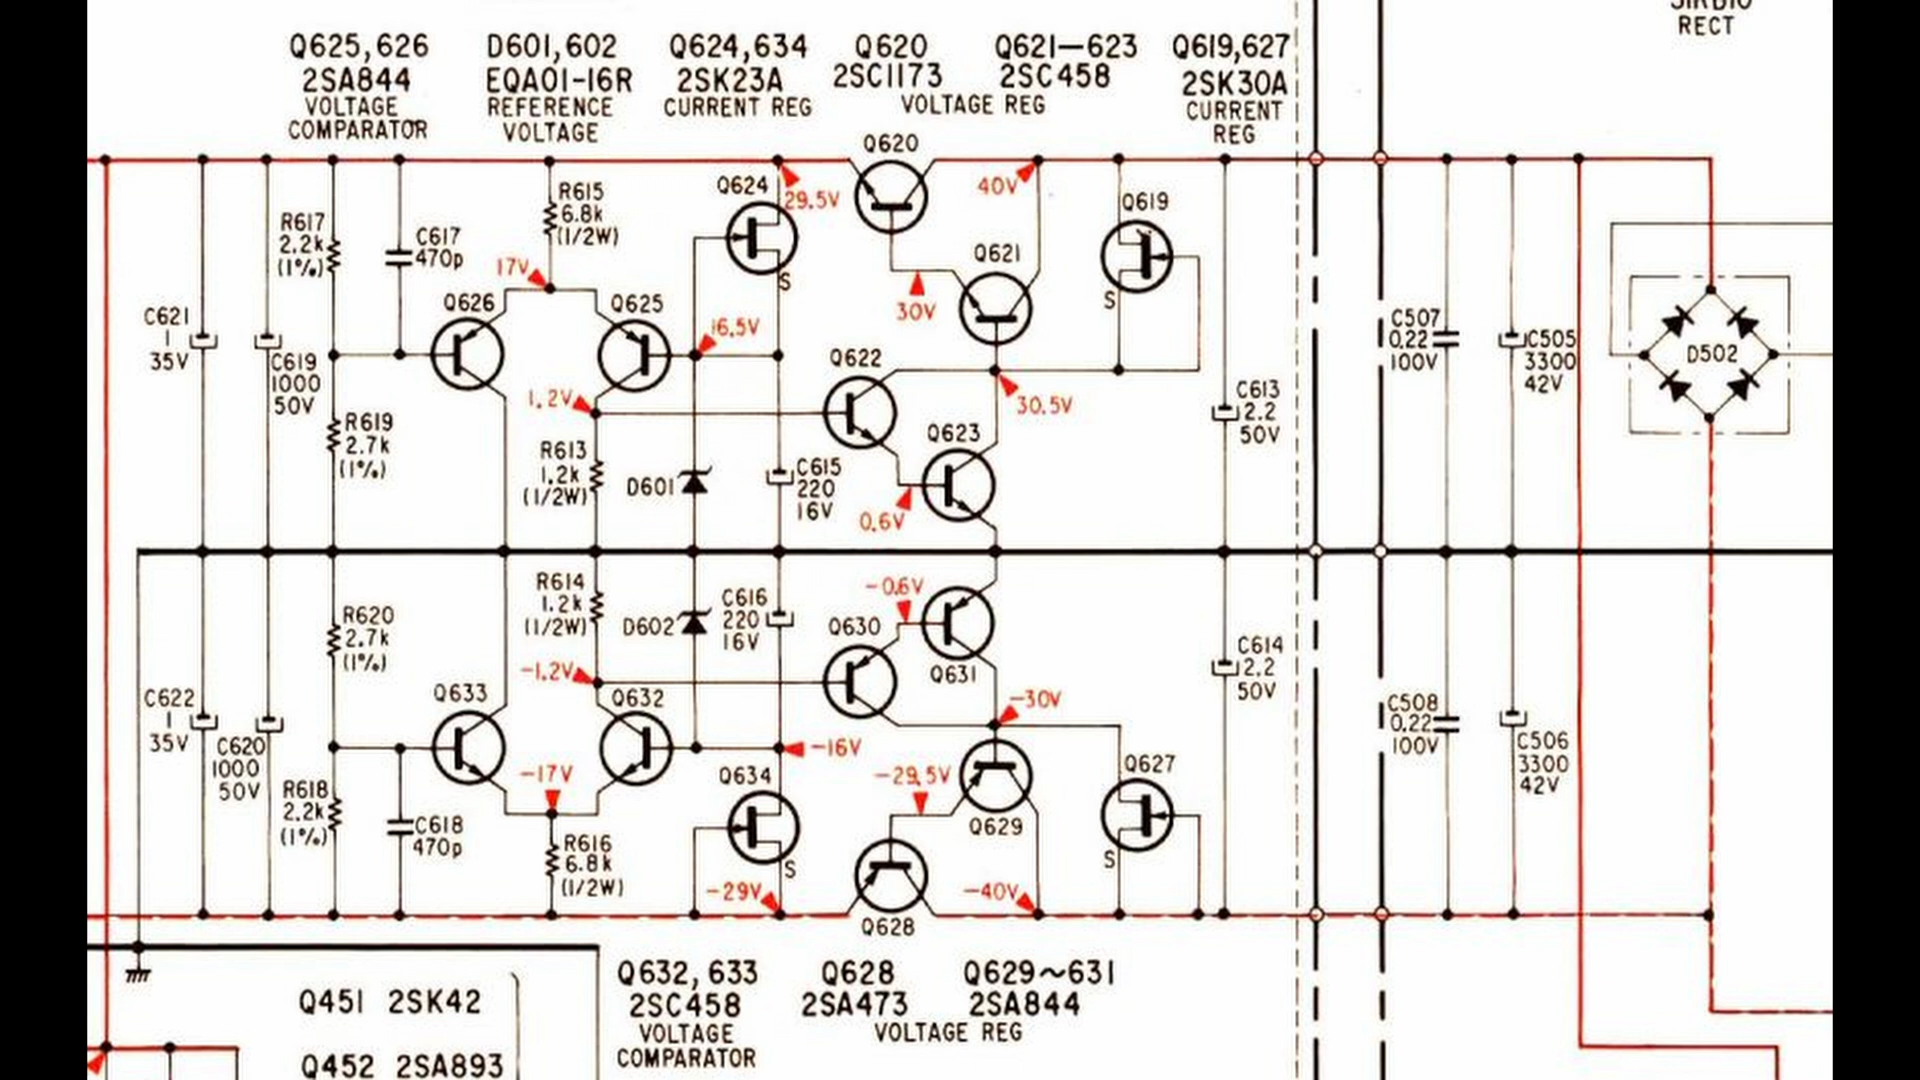 RECT
Q625,626
2SA844
VOLTAGE
COMPARATOR
D601,602
EQA01-16R
REFERENCE
VOLTAGE
Q624,634
2SK23A
CURRENT REG
Q620
2SC1173
Q621—623
2SC458
VOLTAGE REG
Q619,627
2SK30A
CURRENT
REG
Q620
Q624
29.5V
40V
Q619
R615
6.8k
(1/2W)
R617
2.2k
(1%)
C617
470p
17V
Q621
S
S
30V
Q626
Q625
16.5V
C621
1
35V
C619
1000
50V
Q622
1.2V
30.5V
C613
2.2
50V
C507
0.22
100V
C505
3300
42V
D502
R619
2.7k
(1%)
R613
1.2k
(1/2W)
D601
C615
220
16V
Q623
0.6V
R614
1.2k
(1/2W)
D602
C616
220
16V
-0.6V
Q630
Q631
R620
2.7k
(1%)
-1.2V
C614
2.2
50V
C622
1
35V
C620
1000
50V
Q633
Q632
-30V
-16V
C508
0.22
100V
C506
3300
42V
-17V
Q634
-29.5V
Q629
Q627
R618
2.2k
(1%)
C618
470p
R616
6.8k
(1/2W)
S
S
-29V
-40V
Q628
Q632,633
2SC458
VOLTAGE
COMPARATOR
Q628
2SA473
Q629~631
2SA844
VOLTAGE REG
Q451 2SK42
Q452 2SA893